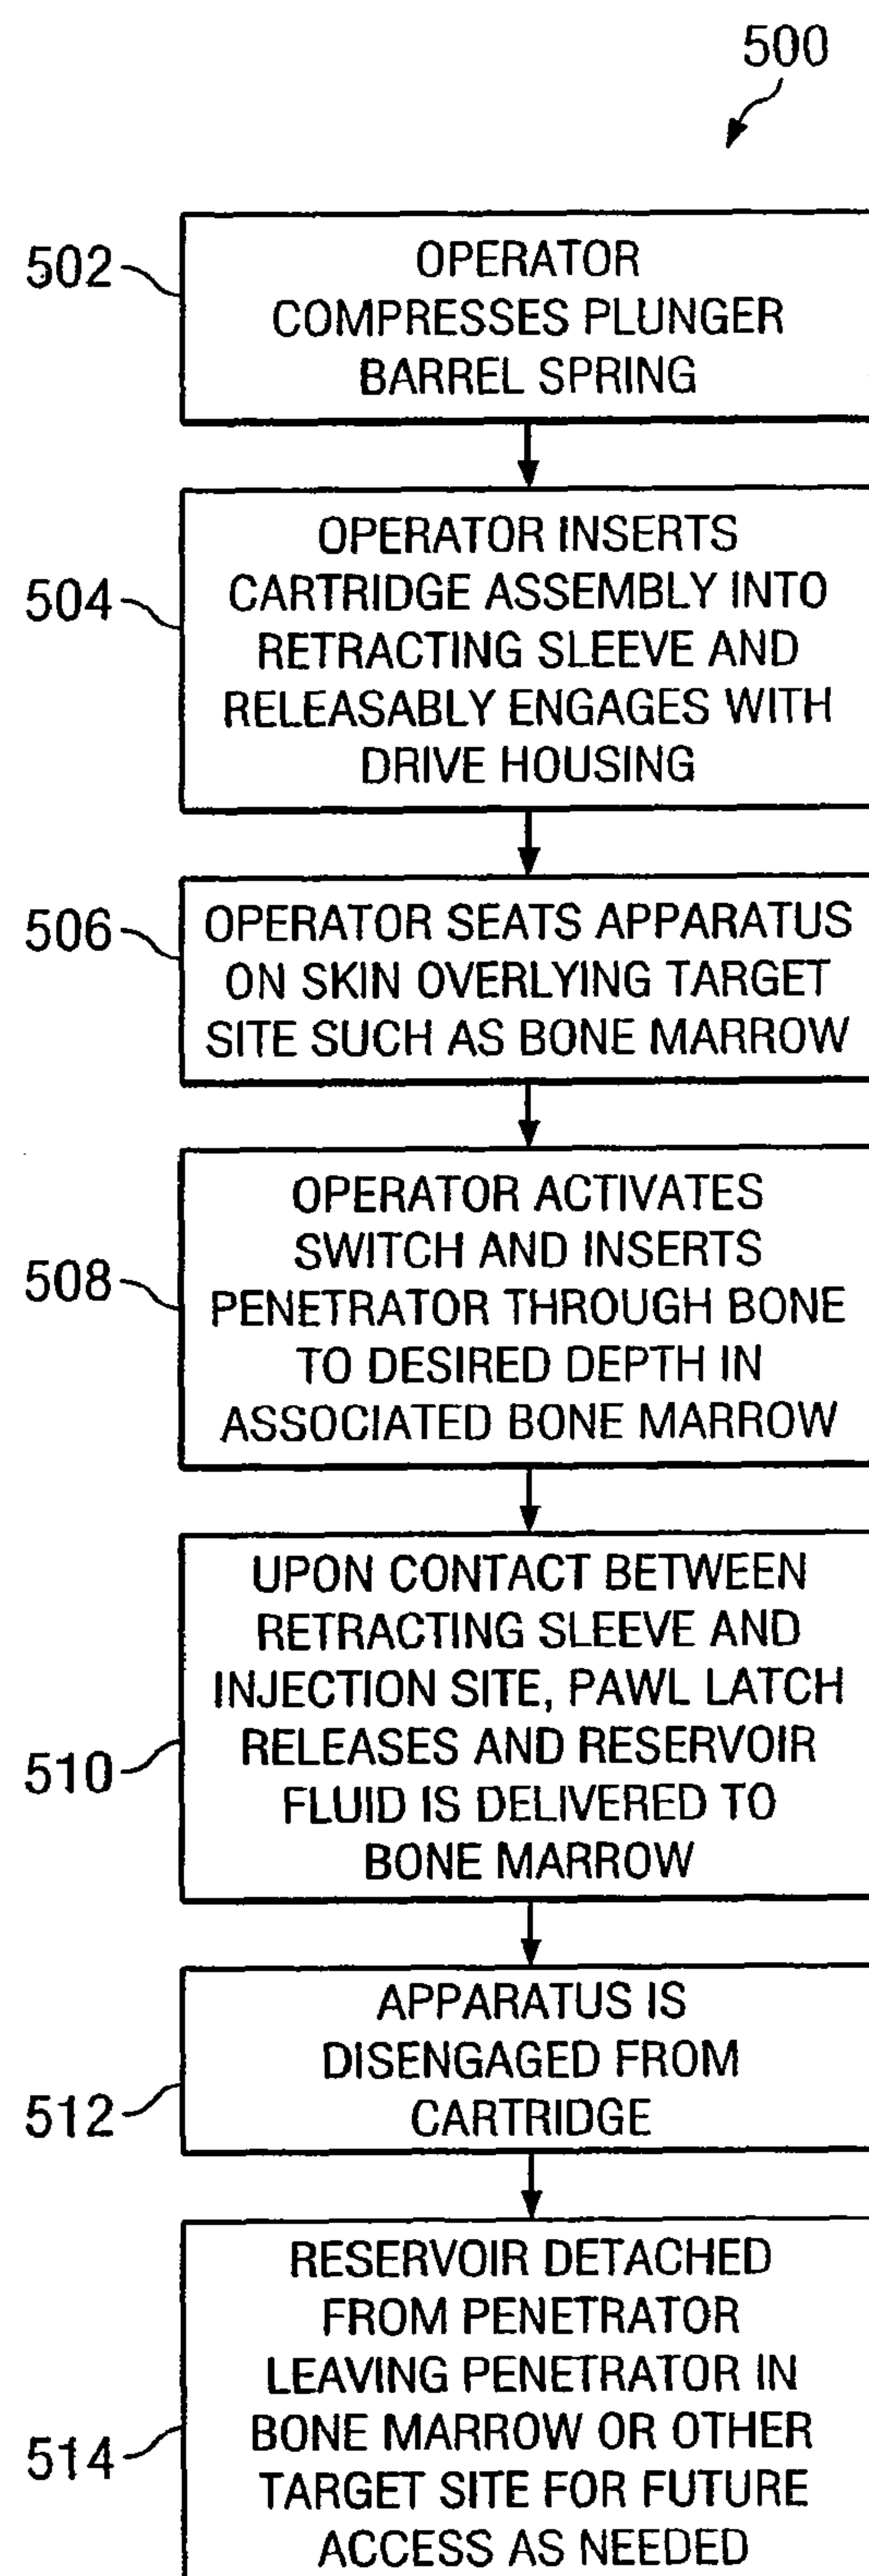 500
502
OPERATOR
COMPRESSES PLUNGER
BARREL SPRING
504
OPERATOR INSERTS
CARTRIDGE ASSEMBLY INTO
RETRACTING SLEEVE AND
RELEASABLY ENGAGES WITH
DRIVE HOUSING
506
OPERATOR SEATS APPARATUS
ON SKIN OVERLYING TARGET
SITE SUCH AS BONE MARROW
508
OPERATOR ACTIVATES
SWITCH AND INSERTS
PENETRATOR THROUGH BONE
TO DESIRED DEPTH IN
ASSOCIATED BONE MARROW
510
UPON CONTACT BETWEEN
RETRACTING SLEEVE AND
INJECTION SITE, PAWL LATCH
RELEASES AND RESERVOIR
FLUID IS DELIVERED TO
BONE MARROW
512
APPARATUS IS
DISENGAGED FROM
CARTRIDGE
514
RESERVOIR DETACHED
FROM PENETRATOR
LEAVING PENETRATOR IN
BONE MARROW OR OTHER
TARGET SITE FOR FUTURE
ACCESS AS NEEDED